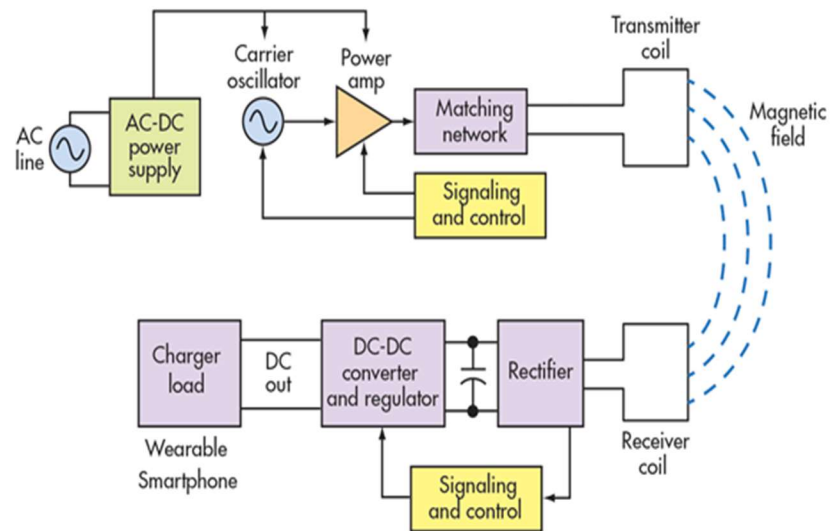 Carrier
oscillator
Power
amp
Transmitter
coil
AC
line
AC-DC
power
supply
Matching
network
Magnetic
field
Signaling
and control
Charger
load
DC
out
DC-DC
converter
and regulator
Rectifier
Wearable
Smartphone
Receiver
coil
Signaling
and control